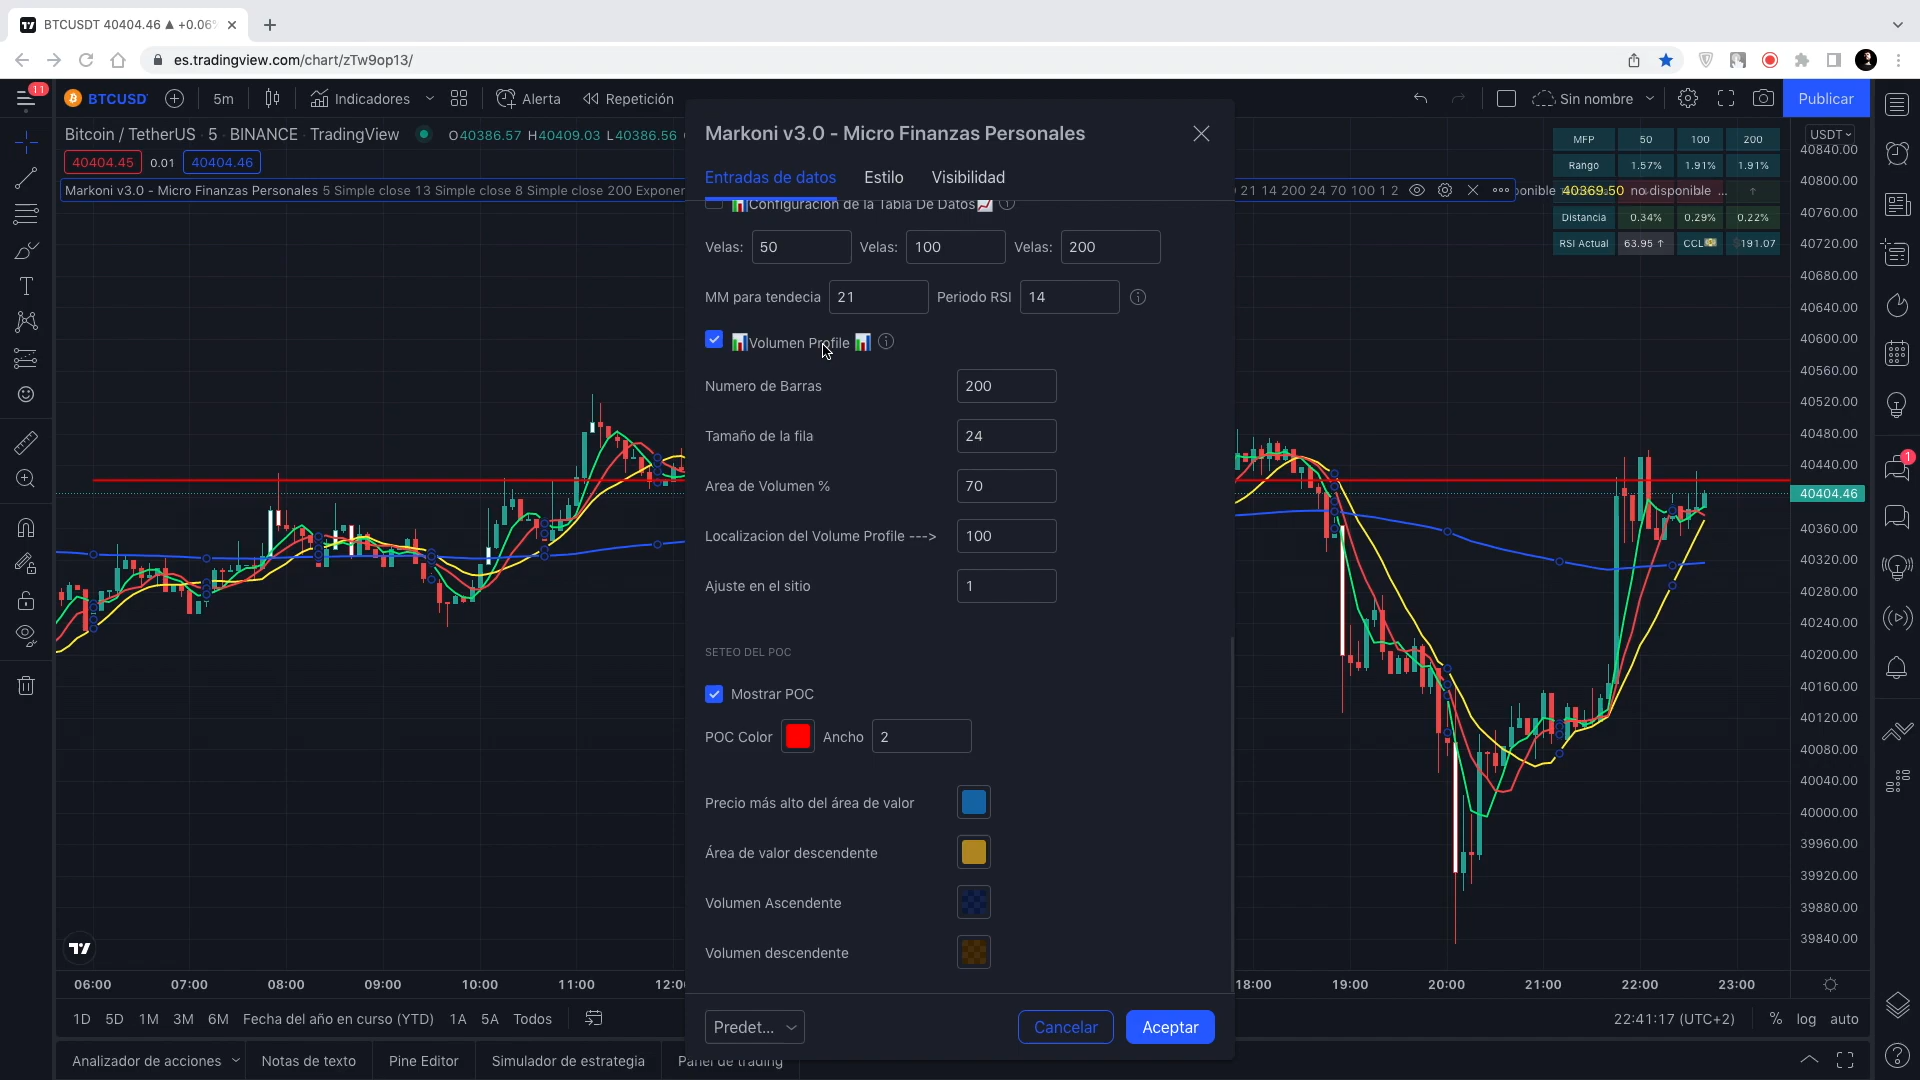 BTCUSDT 40404.46 ▲ +0.06%
es.tradingview.com/chart/zTw9op13/
11
BTCUSD
5m
Indicadores
Alerta
Repetición
Sin nombre
Publicar
Bitcoin / TetherUS · 5 · BINANCE · TradingView
O40386.57 H40409.03 L40386.56
40404.45
0.01
40404.46
Markoni v3.0 - Micro Finanzas Personales 5 Simple close 13 Simple close 8 Simple close 200 Exponen
21 14 200 24 70 100 1 2
ponible
40369.50
no disponible ...
Markoni v3.0 - Micro Finanzas Personales
Entradas de datos
Estilo
Visibilidad
Configuración de la Tabla De Datos
Velas: 50
Velas: 100
Velas: 200
MM para tendecia 21
Periodo RSI 14
Volumen Profile
Numero de Barras 200
Tamaño de la fila 24
Area de Volumen % 70
Localizacion del Volume Profile ---> 100
Ajuste en el sitio 1
SETEO DEL POC
Mostrar POC
POC Color
Ancho 2
Precio más alto del área de valor
Área de valor descendente
Volumen Ascendente
Volumen descendente
Predet...
Cancelar
Aceptar
MFP 50 100 200
Rango 1.57% 1.91% 1.91%
↑
Distancia 0.34% 0.29% 0.22%
RSI Actual 63.95 ↑ CCL 191.07
USDT
40840.00
40800.00
40760.00
40720.00
40680.00
40640.00
40600.00
40560.00
40520.00
40480.00
40440.00
40404.46
40360.00
40320.00
40280.00
40240.00
40200.00
40160.00
40120.00
40080.00
40040.00
40000.00
39960.00
39920.00
39880.00
39840.00
1
06:00 07:00 08:00 09:00 10:00 11:00 12:0 18:00 19:00 20:00 21:00 22:00 23:00
1D 5D 1M 3M 6M Fecha del año en curso (YTD) 1A 5A Todos
22:41:17 (UTC+2)
% log auto
Analizador de acciones
Notas de texto
Pine Editor
Simulador de estrategia
Panel de trading